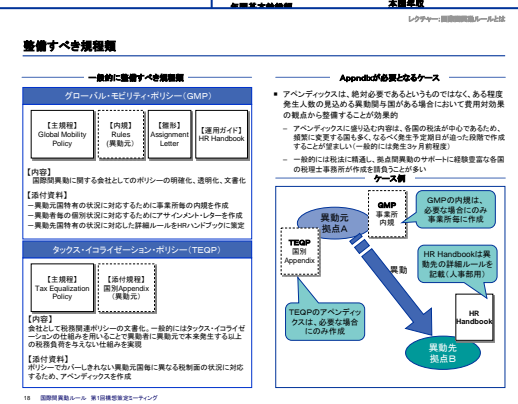 本国年収
レクチャー：国際間異動ルールとは
整備すべき規程類
一般的に整備すべき規程類
グローバル・モビリティ・ポリシー（GMP）
【主規程】
Global Mobility
Policy
【内規】
Rules
(異動元)
【雛形】
Assignment
Letter
【運用ガイド】
HR Handbook
【内容】
国際間異動に関する会社としてのポリシーの明確化、透明化、文書化
【添付資料】
－異動元国特有の状況に対応するために事業所毎の内規を作成
－異動者毎の個別状況に対応するためにアサインメント・レターを作成
－異動先国特有の状況に対応した詳細ルールをHRハンドブックに策定
タックス・イコライゼーション・ポリシー（TEQP）
【主規程】
Tax Equalization
Policy
【添付規程】
国別Appendix
（異動元）
【内容】
会社として税務関連ポリシーの文書化。一般的にはタックス・イコライゼ
ーションの仕組みを用いることで異動者に異動元で本来発生する以上
の税務負荷を与えない仕組みを実現
【添付資料】
ポリシーでカバーしきれない異動元国毎に異なる税制面の状況に対応
するため、アペンディックスを作成
Appndixが必要となるケース
■ アペンディックスは、絶対必要であるというものではなく、ある程度
発生人数の見込める異動関与国がある場合において費用対効果
の観点から整備することが効果的
－ アペンディックスに盛り込む内容は、各国の税法が中心であるため、
頻繁に変更する国も多く、なるべく発生予定期日が迫った段階で作成
することが望ましい（一般的には発生3ヶ月前程度）
－ 一般的には税法に精通し、拠点間異動のサポートに経験豊富な各国
の税理士事務所が作成を請負うことが多い
ケース例
異動元
拠点A
GMP
事業所
内規
GMPの内規は、
必要な場合にのみ
事業所毎に作成
TEQP
国別
Appendix
異動
HR Handbookは異
動先の詳細ルールを
記載（人事部用）
TEQPのアペンディッ
クスは、必要な場合
にのみ作成
HR
Handbook
異動先
拠点B
18 国際間異動ルール 第1回構想策定ミーティング